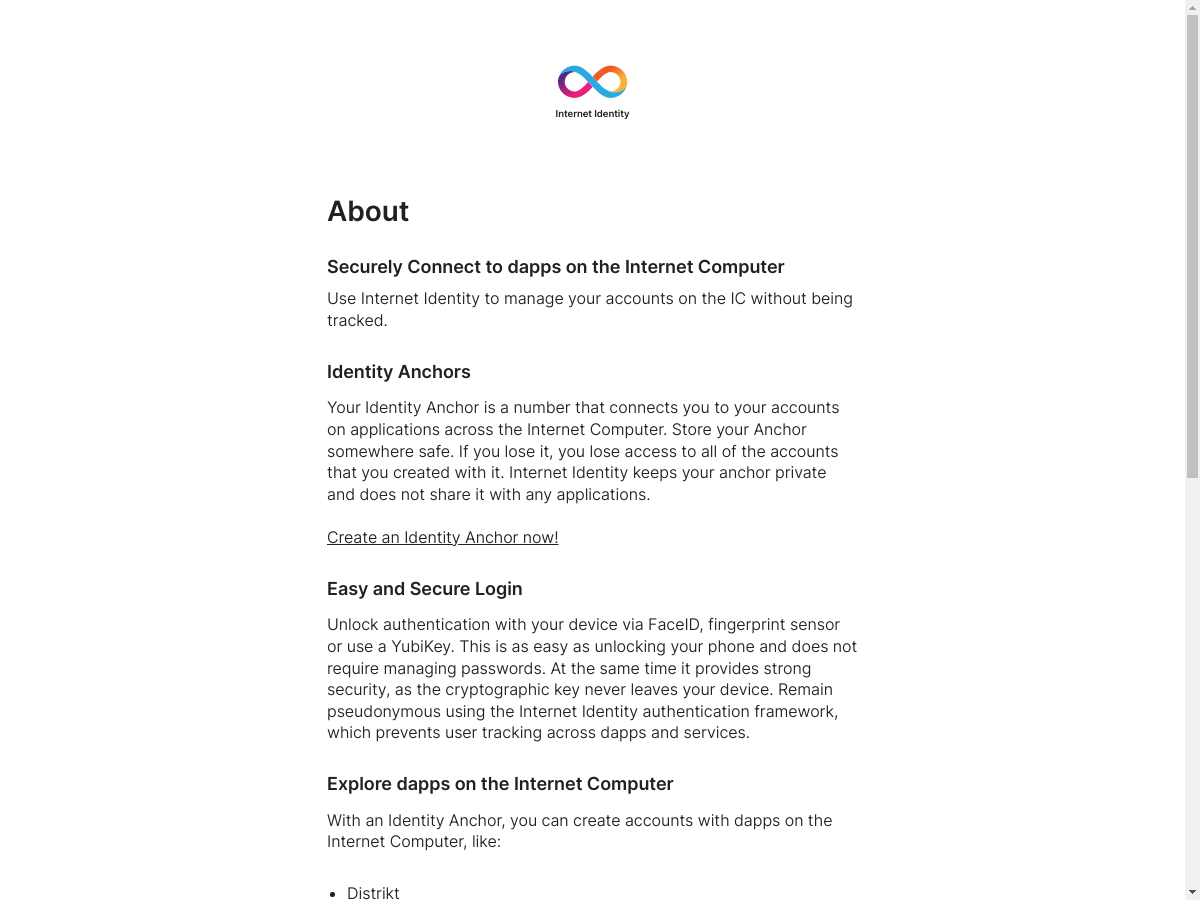 Internet Identity
About
Securely Connect to dapps on the Internet Computer
Use Internet Identity to manage your accounts on the IC without being
tracked.
Identity Anchors
Your Identity Anchor is a number that connects you to your accounts
on applications across the Internet Computer. Store your Anchor
somewhere safe. If you lose it, you lose access to all of the accounts
that you created with it. Internet Identity keeps your anchor private
and does not share it with any applications.
Create an Identity Anchor now!
Easy and Secure Login
Unlock authentication with your device via FaceID, fingerprint sensor
or use a YubiKey. This is as easy as unlocking your phone and does not
require managing passwords. At the same time it provides strong
security, as the cryptographic key never leaves your device. Remain
pseudonymous using the Internet Identity authentication framework,
which prevents user tracking across dapps and services.
Explore dapps on the Internet Computer
With an Identity Anchor, you can create accounts with dapps on the
Internet Computer, like:
• Distrikt